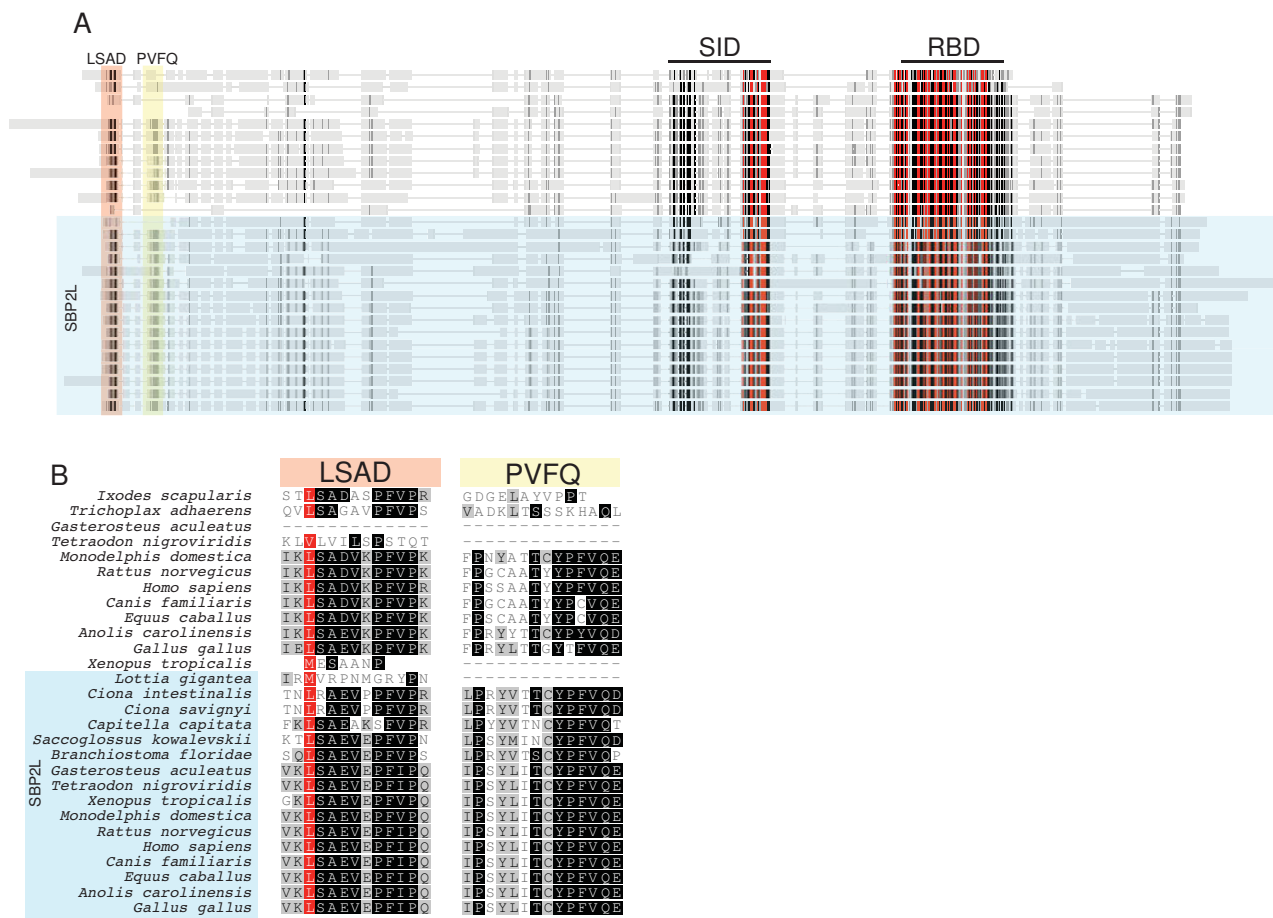 A
LSAD PVFQ SID RBD
SBP2L
B
LSAD PVFQ
Ixodes scapularis STLSADASPFVPR GDGELAYVPPT
Trichoplax adhaerens QVLSAGAVPFVPS VADKLTSSSKHAQL
Gasterosteus aculeatus ------------- --------------
Tetraodon nigroviridis KLVLVILSPSTQT --------------
Monodelphis domestica IKLSADVKPFVPK FPNYATTCYPFVQE
Rattus norvegicus IKLSADVKPFVPK FPGCAATYYPFVQE
Homo sapiens IKLSADVKPFVPR FPSSAATYYPFVQE
Canis familiaris IKLSADVKPFVPK FPGCAATYYPCVQE
Equus caballus IKLSADVKPFVPK FPSCAATYYPCVQE
Anolis carolinensis IKLSAEVKPFVPK FPRYYTTCYPYVQD
Gallus gallus IELSAEVKPFVPK FPRYLTTGYTFVQE
Xenopus tropicalis MESAANP --------------
SBP2L
Lottia gigantea IRMVRPNMGRYPN --------------
Ciona intestinalis TNLRAEVPPFVPR LPRYVTTCYPFVQD
Ciona savignyi TNLRAEVPPFVPR LPRYVTTCYPFVQD
Capitella capitata FKLSAEAKSFVPR LPYYVTNCYPFVQT
Saccoglossus kowalevskii KTLSAEVEPFVPN LPSYMINCYPFVQD
Branchiostoma floridae SQLSAEVEPFVPS LPRYVTSCYPFVQP
Gasterosteus aculeatus VKLSAEVEPFIPQ IPSYLITCYPFVQE
Tetraodon nigroviridis VKLSAEVEPFIPQ IPSYLITCYPFVQE
Xenopus tropicalis GKLSAEVEPFVPQ IPSYLITCYPFVQE
Monodelphis domestica VKLSAEVEPFVPQ IPSYLITCYPFVQE
Rattus norvegicus VKLSAEVEPFIPQ IPSYLITCYPFVQE
Homo sapiens VKLSAEVEPFIPQ IPSYLITCYPFVQE
Canis familiaris VKLSAEVEPFIPQ IPSYLITCYPFVQE
Equus caballus VKLSAEVEPFIPQ IPSYLITCYPFVQE
Anolis carolinensis VKLSAEVEPFIPQ IPSYLITCYPFVQE
Gallus gallus VKLSAEVEPFIPQ IPSYLITCYPFVQE